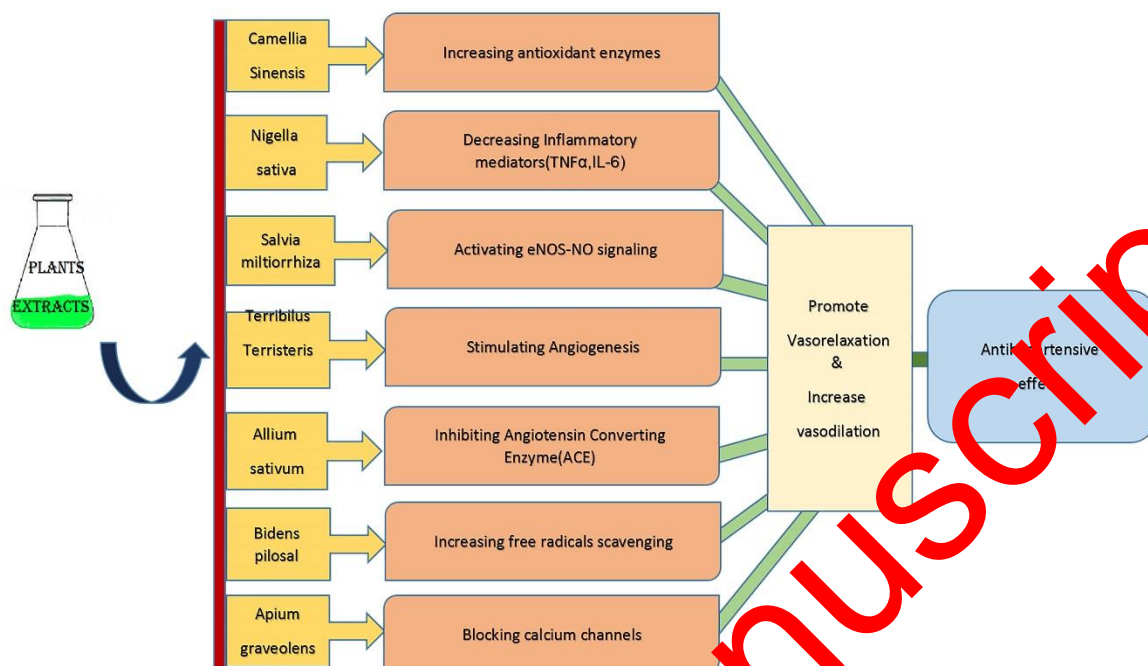 PLANTS
EXTRACTS
Camellia
Sinensis
Increasing antioxidant enzymes
Nigella
sativa
Decreasing Inflammatory
mediators(TNFα,IL-6)
Salvia
miltiorrhiza
Activating eNOS-NO signaling
Terribilus
Terristeris
Stimulating Angiogenesis
Allium
sativum
Inhibiting Angiotensin Converting
Enzyme(ACE)
Bidens
pilosal
Increasing free radicals scavenging
Apium
graveolens
Blocking calcium channels
Promote
Vasorelaxation
&
Increase
vasodilation